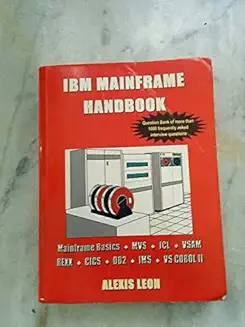 IBM MAINFRAME
HANDBOOK
Question Bank of more than
1000 frequently asked
interview questions
Mainframe Basics • MVS • JCL • VSAM
REXX • CICS • DB2 • IMS • VS COBOL II
ALEXIS LEON